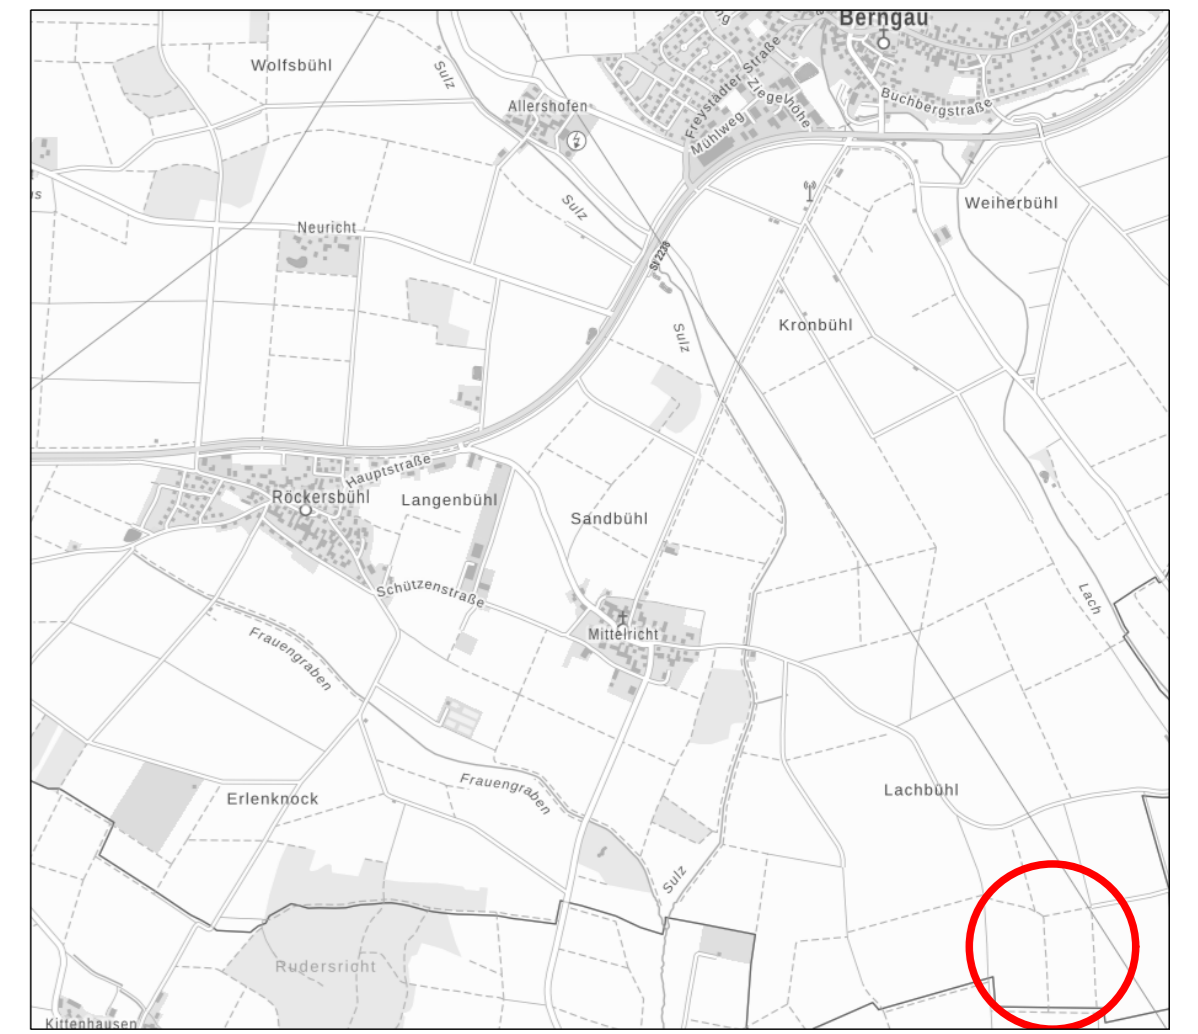 Berngau
Wolfsbühl
Sulz
Allershofen
Freystädter Straße
Ziegelhöhe
Mühlweg
Buchbergstraße
Weiherbühl
Sulz
Neuricht
St 2238
Kronbühl
Sulz
Hauptstraße
Röckersbühl
Langenbühl
Sandbühl
Schützenstraße
Lach
Mittelricht
Frauengraben
Frauengraben
Lachbühl
Erlenknock
Sulz
Rudersricht
Kittenhausen